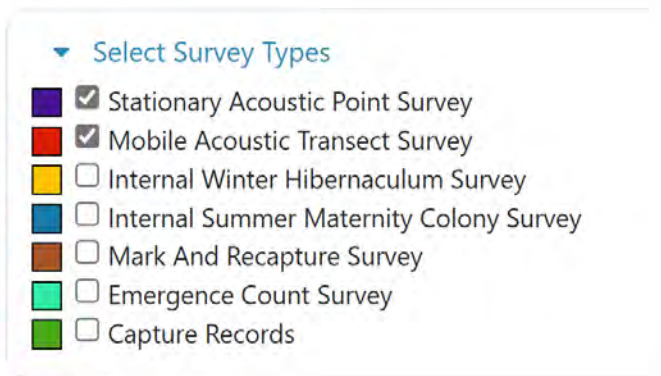 Select Survey Types
Stationary Acoustic Point Survey
Mobile Acoustic Transect Survey
Internal Winter Hibernaculum Survey
Internal Summer Maternity Colony Survey
Mark And Recapture Survey
Emergence Count Survey
Capture Records